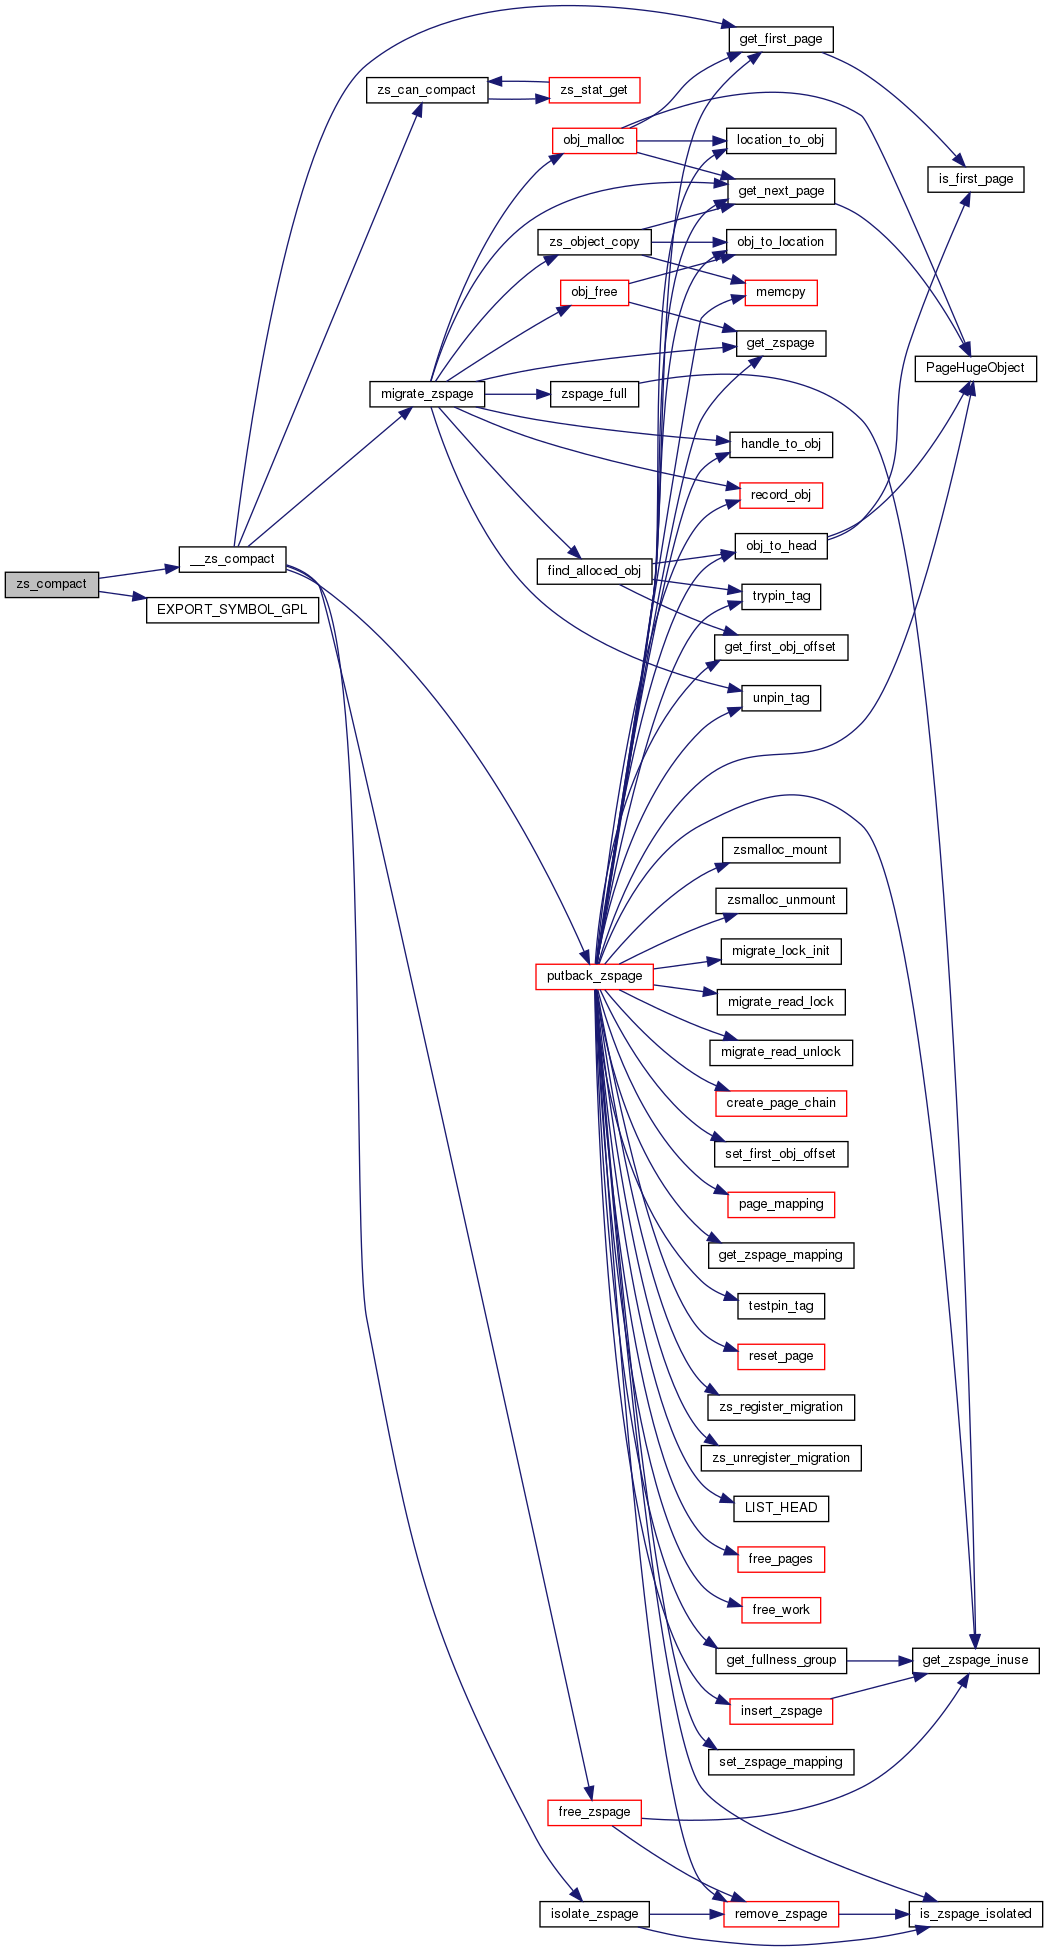 get_first_page
zs_can_compact
zs_stat_get
obj_malloc
location_to_obj
is_first_page
get_next_page
zs_object_copy
obj_to_location
obj_free
memcpy
get_zspage
PageHugeObject
migrate_zspage
zspage_full
handle_to_obj
record_obj
obj_to_head
__zs_compact
find_alloced_obj
zs_compact
trypin_tag
EXPORT_SYMBOL_GPL
get_first_obj_offset
unpin_tag
zsmalloc_mount
zsmalloc_unmount
migrate_lock_init
putback_zspage
migrate_read_lock
migrate_read_unlock
create_page_chain
set_first_obj_offset
page_mapping
get_zspage_mapping
testpin_tag
reset_page
zs_register_migration
zs_unregister_migration
LIST_HEAD
free_pages
free_work
get_fullness_group
get_zspage_inuse
insert_zspage
set_zspage_mapping
free_zspage
isolate_zspage
remove_zspage
is_zspage_isolated